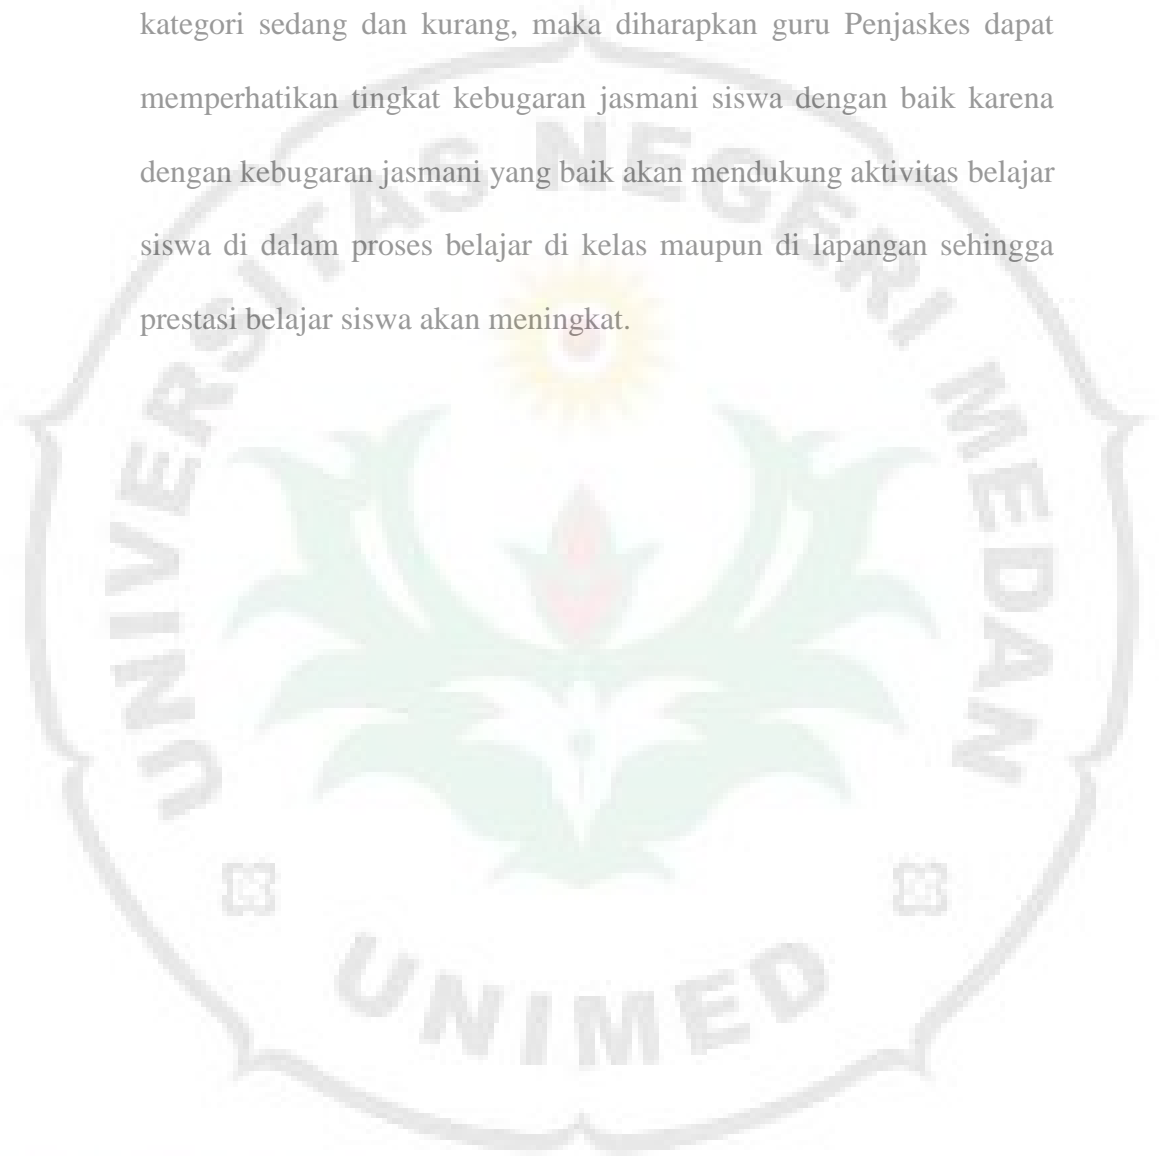 kategori sedang dan kurang, maka diharapkan guru Penjaskes dapat
memperhatikan tingkat kebugaran jasmani siswa dengan baik karena
dengan kebugaran jasmani yang baik akan mendukung aktivitas belajar
siswa di dalam proses belajar di kelas maupun di lapangan sehingga
prestasi belajar siswa akan meningkat.
UNIVERSITAS NEGERI MEDAN
UNIMED